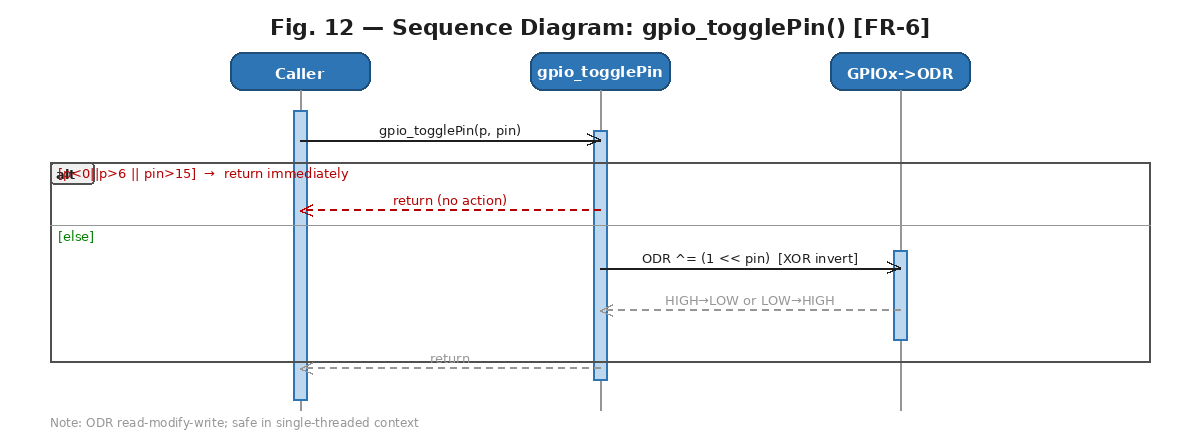 Fig. 12 — Sequence Diagram: gpio_togglePin() [FR-6]
Caller
gpio_togglePin
GPIOx->ODR
gpio_togglePin(p, pin)
alt
[p<0||p>6 || pin>15] → return immediately
return (no action)
[else]
ODR ^= (1 << pin) [XOR invert]
HIGH→LOW or LOW→HIGH
return
Note: ODR read-modify-write; safe in single-threaded context